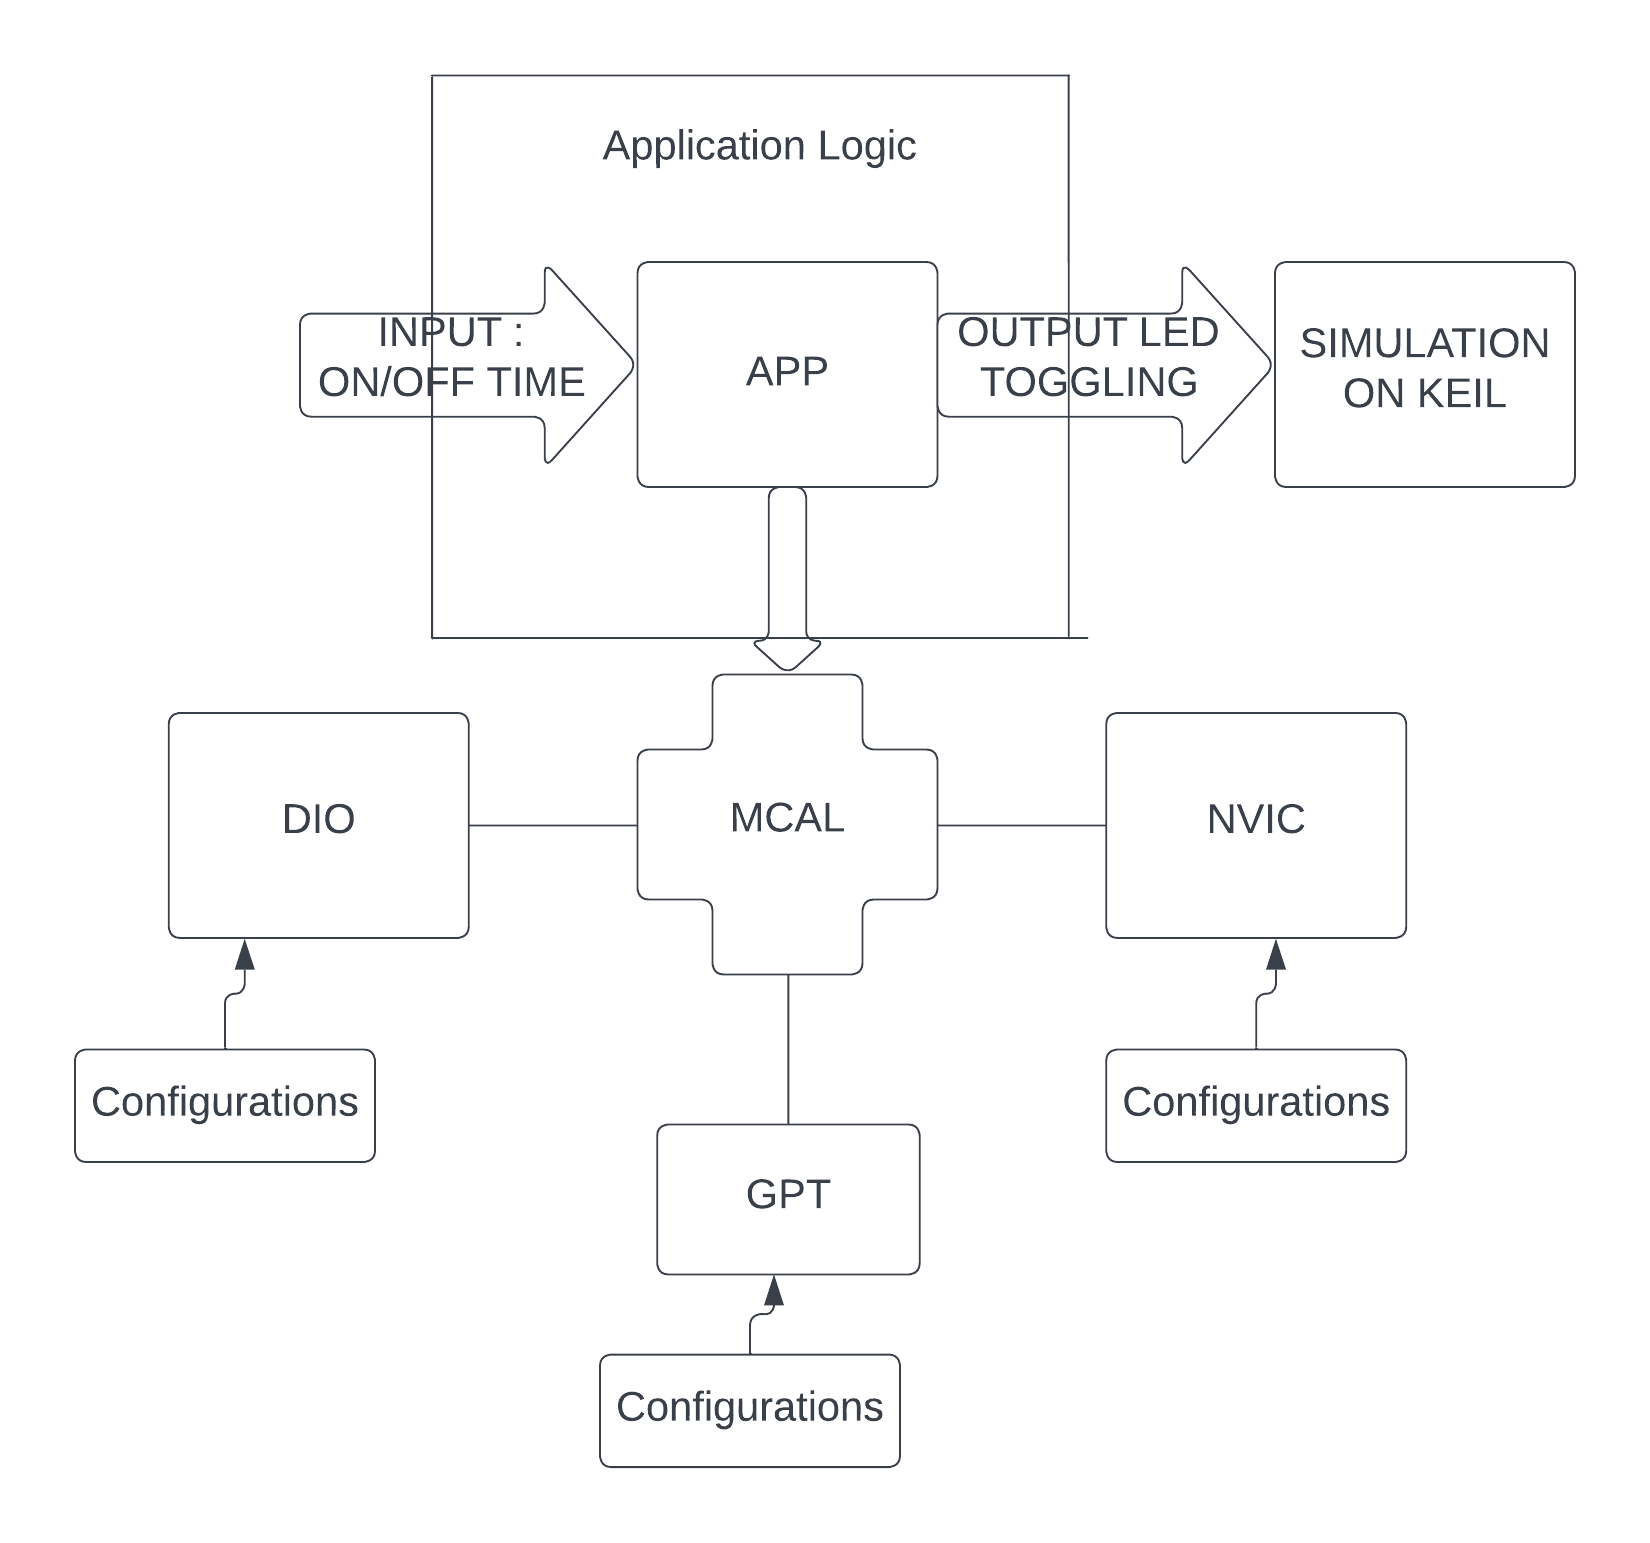 Application Logic
INPUT :
ON/OFF TIME
APP
OUTPUT LED
TOGGLING
SIMULATION
ON KEIL
DIO
MCAL
NVIC
Configurations
Configurations
GPT
Configurations